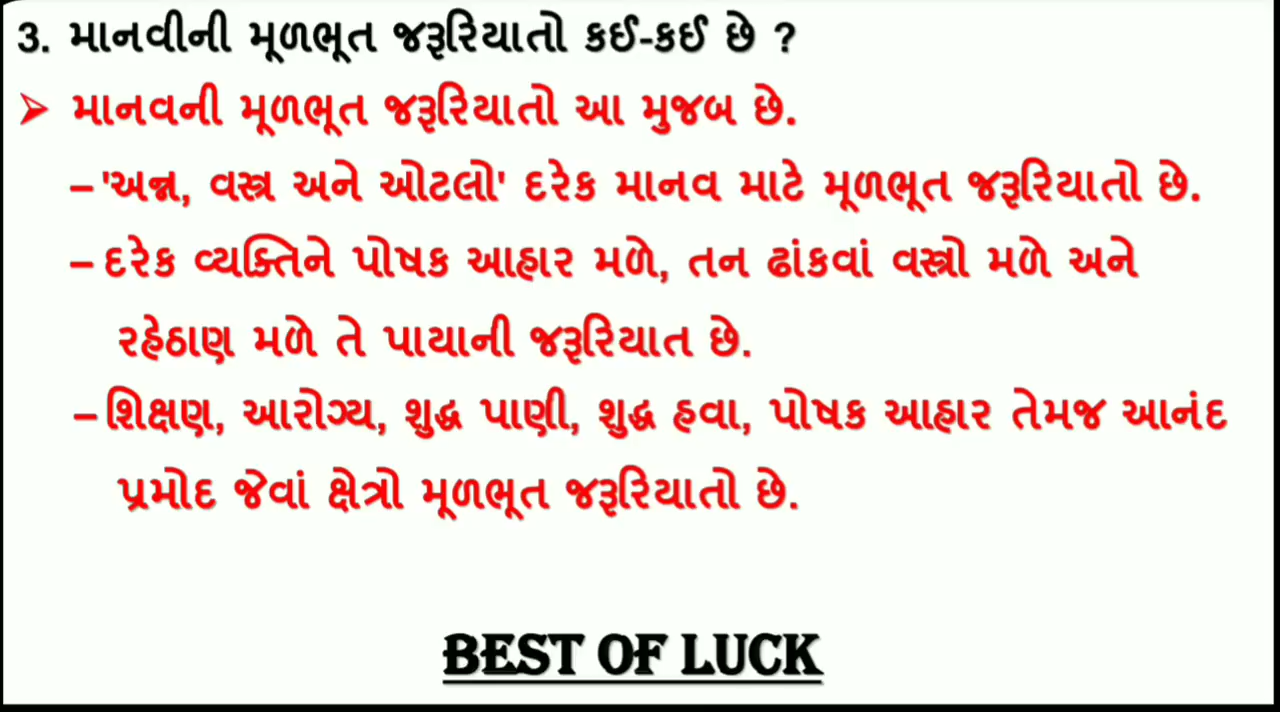 3. માનવીની મૂળભૂત જરૂરિયાતો કઈ-કઈ છે ?
➢ માનવની મૂળભૂત જરૂરિયાતો આ મુજબ છે.
– 'અન્ન, વસ્ત્ર અને ઓટલો' દરેક માનવ માટે મૂળભૂત જરૂરિયાતો છે.
– દરેક વ્યક્તિને પોષક આહાર મળે, તન ઢાંકવાં વસ્ત્રો મળે અને
રહેઠાણ મળે તે પાયાની જરૂરિયાત છે.
– શિક્ષણ, આરોગ્ય, શુદ્ધ પાણી, શુદ્ધ હવા, પોષક આહાર તેમજ આનંદ
પ્રમોદ જેવાં ક્ષેત્રો મૂળભૂત જરૂરિયાતો છે.
BEST OF LUCK